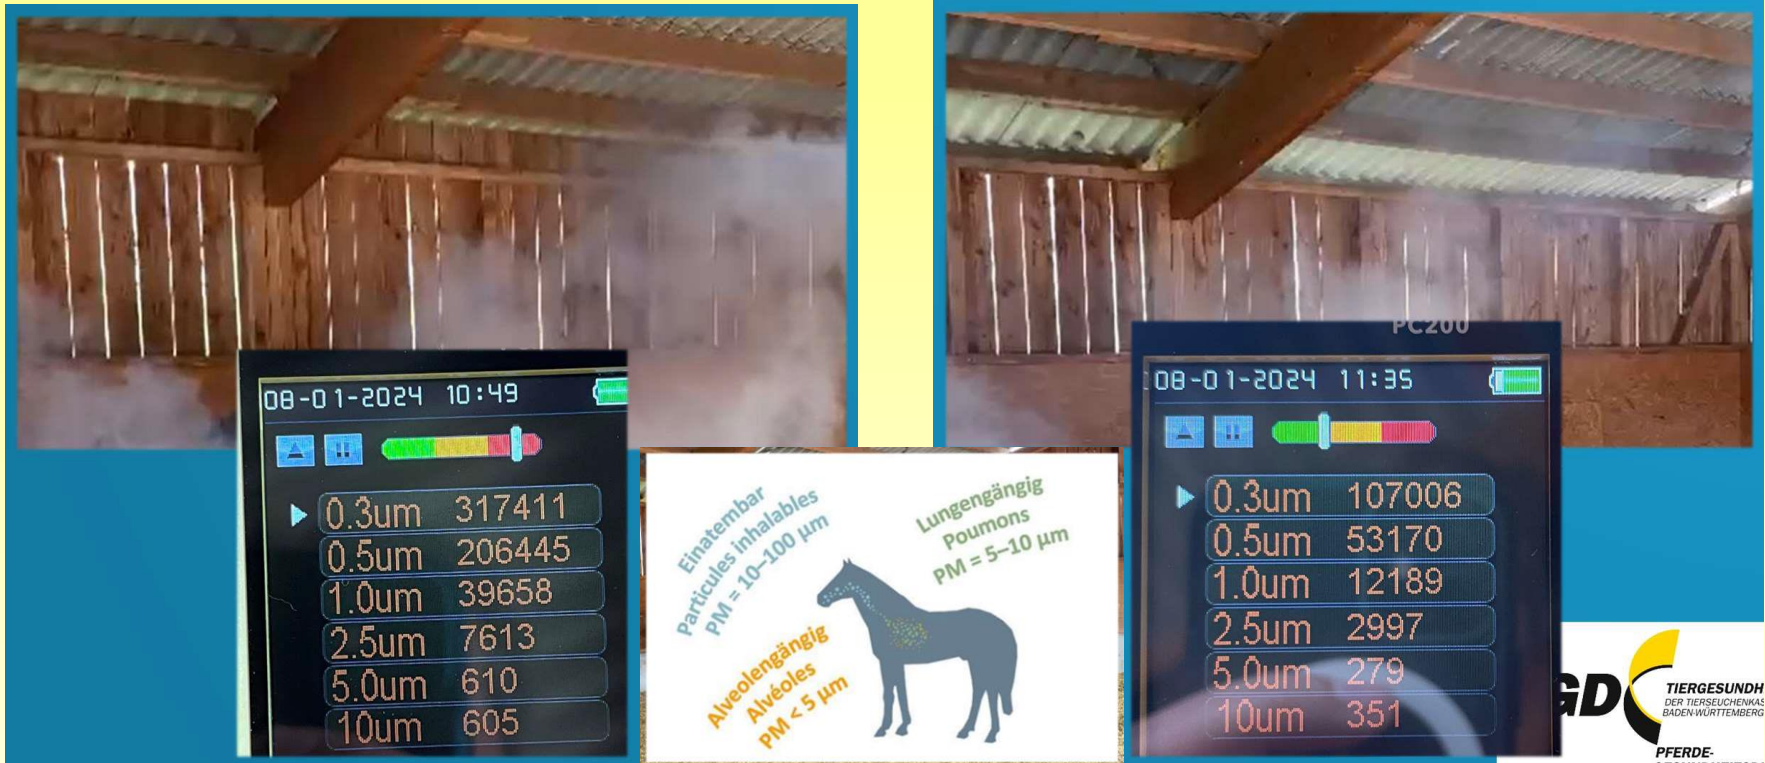 08-01-2024 10:49
0.3um 317411
0.5um 206445
1.0um 39658
2.5um 7613
5.0um 610
10um 605
Einatembar
Particules inhalables
PM = 10–100 µm
Lungengängig
Poumons
PM = 5–10 µm
Alveolengängig
Alvéoles
PM < 5 µm
PC200
08-01-2024 11:35
0.3um 107006
0.5um 53170
1.0um 12189
2.5um 2997
5.0um 279
10um 351
GD
TIERGESUNDH
DER TIERSEUCHENKAS
BADEN-WÜRTTEMBERG
PFERDE-